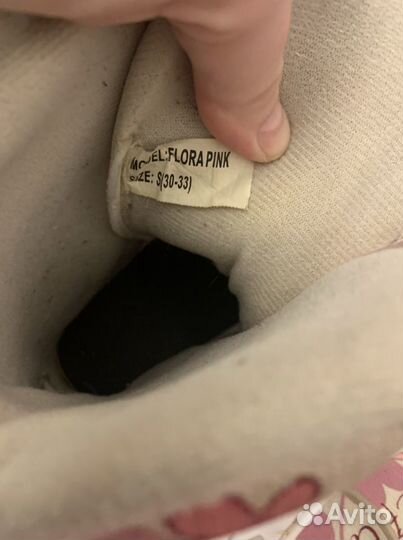 MODEL:FLORA PINK
SIZE: S(30-33)
Avito